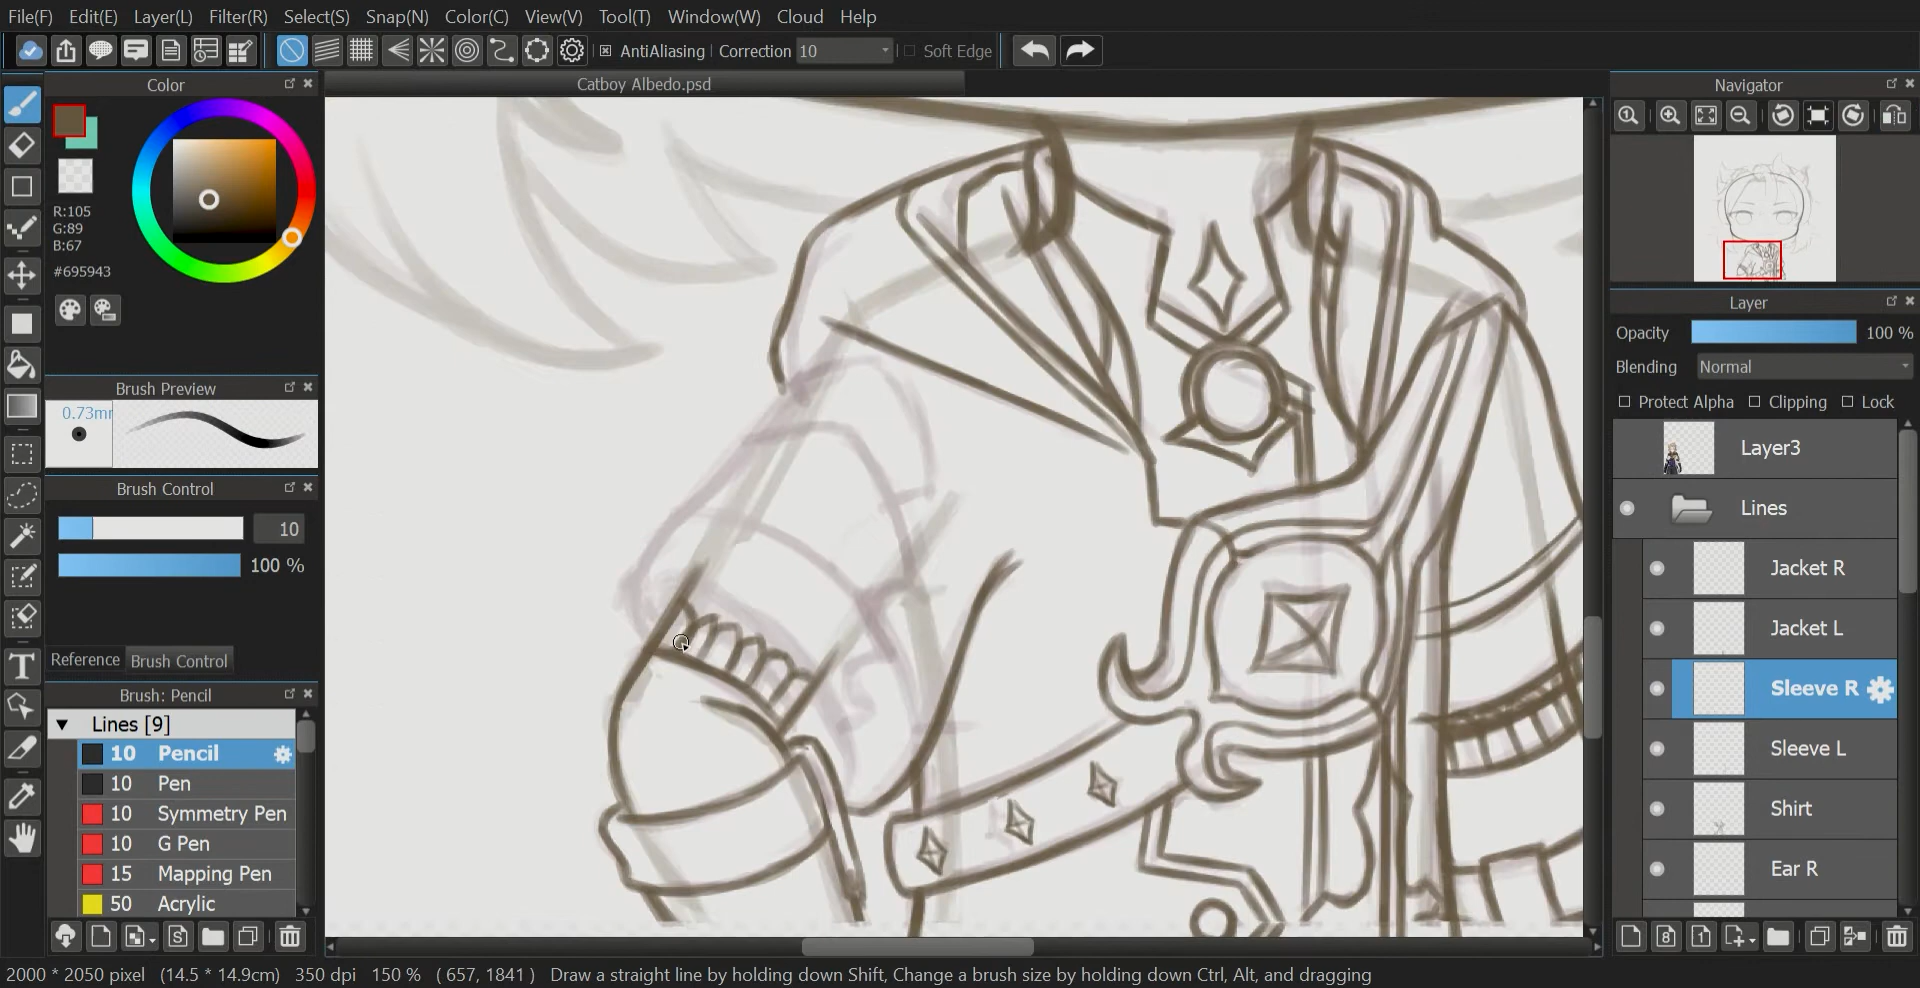 File(F) Edit(E) Layer(L) Filter(R) Select(S) Snap(N) Color(C) View(V) Tool(T) Window(W) Cloud Help
AntiAliasing Correction 10 Soft Edge
Color
Catboy Albedo.psd
Navigator
R:105
G:89
B:67
#695943
Layer
Opacity 100 %
Blending Normal
Protect Alpha Clipping Lock
Brush Preview
0.73m
Brush Control
10
100 %
Reference Brush Control
Brush: Pencil
Lines [9]
10 Pencil
10 Pen
10 Symmetry Pen
10 G Pen
15 Mapping Pen
50 Acrylic
Layer3
Lines
Jacket R
Jacket L
Sleeve R
Sleeve L
Shirt
Ear R
2000 * 2050 pixel (14.5 * 14.9cm) 350 dpi 150 % ( 657, 1841 ) Draw a straight line by holding down Shift, Change a brush size by holding down Ctrl, Alt, and dragging